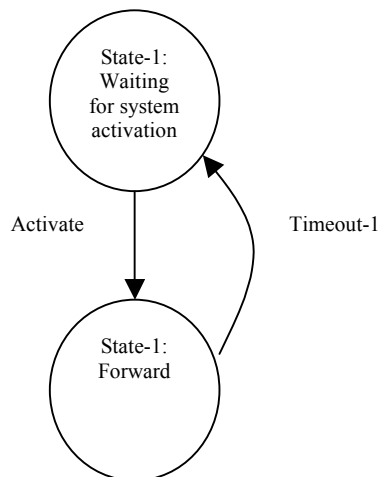 State-1:
Waiting
for system
activation
Activate
Timeout-1
State-1:
Forward